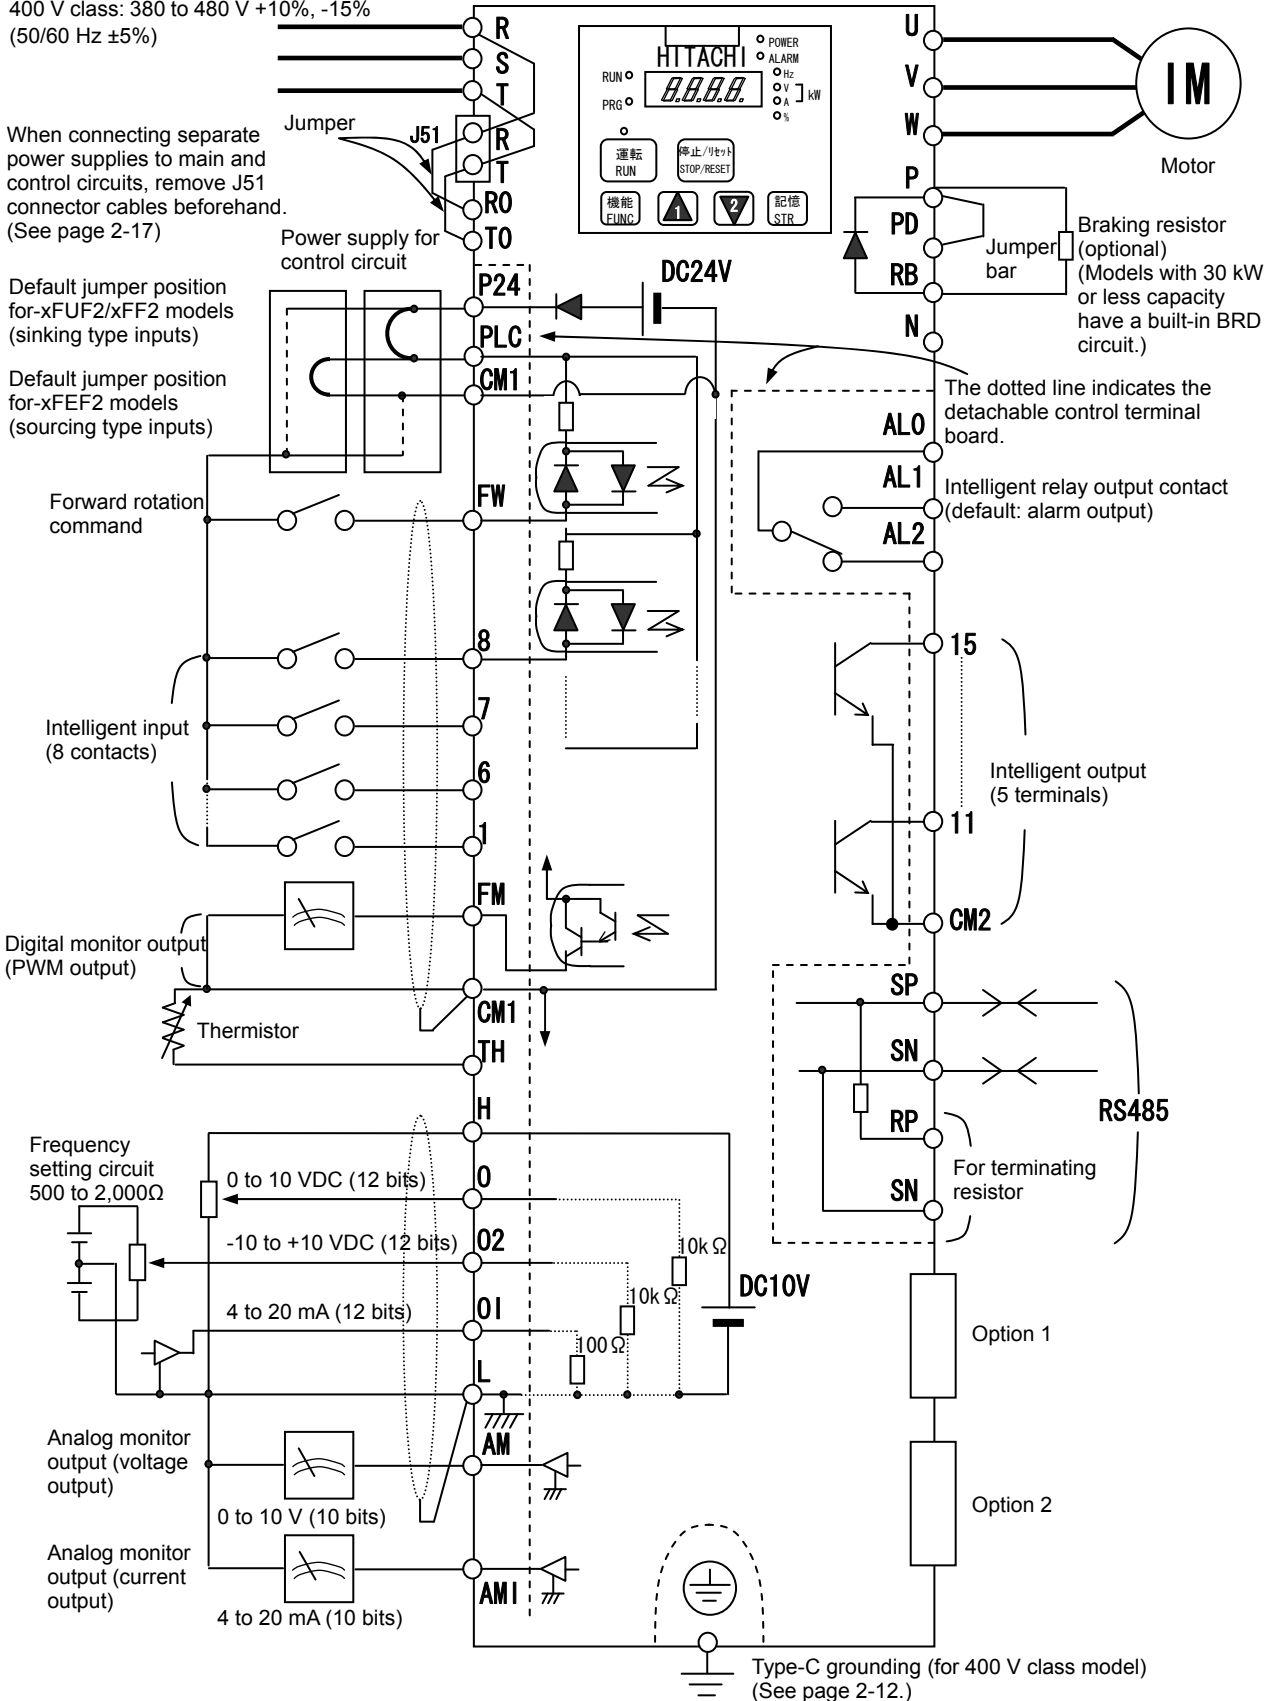 400 V class: 380 to 480 V +10%, -15%
(50/60 Hz ±5%)
R
S
T
Jumper
J51
R
T
R0
T0
When connecting separate
power supplies to main and
control circuits, remove J51
connector cables beforehand.
(See page 2-17)
Power supply for
control circuit
HITACHI
POWER
ALARM
RUN
PRG
8.8.8.8.
Hz
V
A
kW
%
運転
RUN
停止/リセット
STOP/RESET
機能
FUNC
1
2
記憶
STR
U
V
W
IM
Motor
P
PD
RB
N
Jumper
bar
Braking resistor
(optional)
(Models with 30 kW
or less capacity
have a built-in BRD
circuit.)
Default jumper position
for-xFUF2/xFF2 models
(sinking type inputs)
Default jumper position
for-xFEF2 models
(sourcing type inputs)
P24
DC24V
PLC
CM1
The dotted line indicates the
detachable control terminal
board.
AL0
AL1
AL2
Intelligent relay output contact
(default: alarm output)
Forward rotation
command
FW
8
7
6
1
Intelligent input
(8 contacts)
15
11
CM2
Intelligent output
(5 terminals)
FM
Digital monitor output
(PWM output)
CM1
Thermistor
TH
SP
SN
RP
SN
RS485
For terminating
resistor
H
Frequency
setting circuit
500 to 2,000Ω
0 to 10 VDC (12 bits)
O
-10 to +10 VDC (12 bits)
O2
4 to 20 mA (12 bits)
OI
10kΩ
10kΩ
100Ω
DC10V
L
Option 1
Option 2
Analog monitor
output (voltage
output)
AM
0 to 10 V (10 bits)
Analog monitor
output (current
output)
AMI
4 to 20 mA (10 bits)
Type-C grounding (for 400 V class model)
(See page 2-12.)